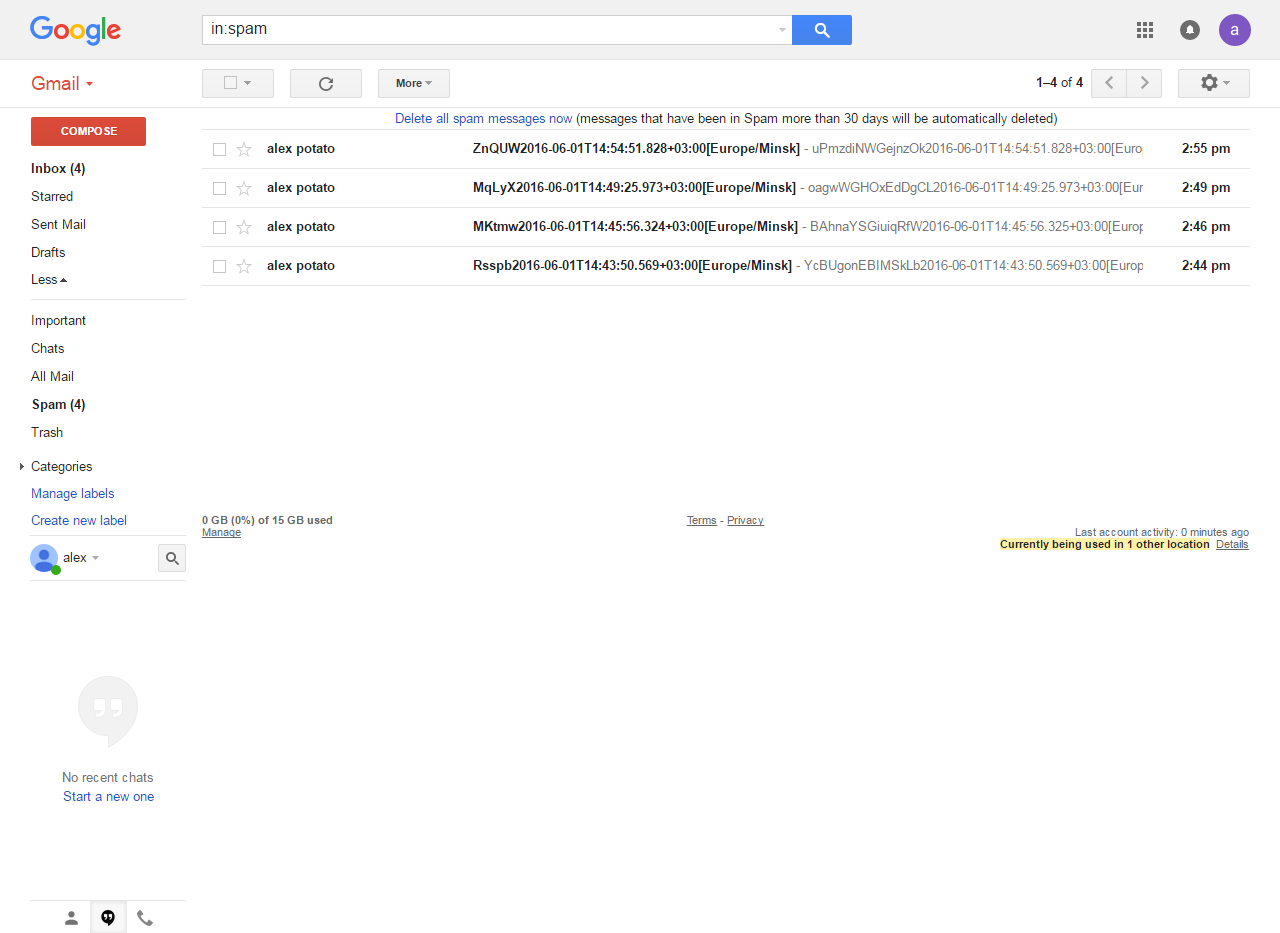 Google
in:spam
a
Gmail
More
1–4 of 4
COMPOSE
Delete all spam messages now (messages that have been in Spam more than 30 days will be automatically deleted)
Inbox (4)
Starred
Sent Mail
Drafts
Less
Important
Chats
All Mail
Spam (4)
Trash
Categories
Manage labels
Create new label
alex potato ZnQUW2016-06-01T14:54:51.828+03:00[Europe/Minsk] - uPmzdiNWGejnzOk2016-06-01T14:54:51.828+03:00[Euro 2:55 pm
alex potato MqLyX2016-06-01T14:49:25.973+03:00[Europe/Minsk] - oagwWGHOxEdDgCL2016-06-01T14:49:25.973+03:00[Eur 2:49 pm
alex potato MKtmw2016-06-01T14:45:56.324+03:00[Europe/Minsk] - BAhnaYSGiuiqRfW2016-06-01T14:45:56.325+03:00[Europ 2:46 pm
alex potato Rsspb2016-06-01T14:43:50.569+03:00[Europe/Minsk] - YcBUgonEBIMSkLb2016-06-01T14:43:50.569+03:00[Europ 2:44 pm
0 GB (0%) of 15 GB used
Manage
Terms - Privacy
Last account activity: 0 minutes ago
Currently being used in 1 other location Details
alex
No recent chats
Start a new one